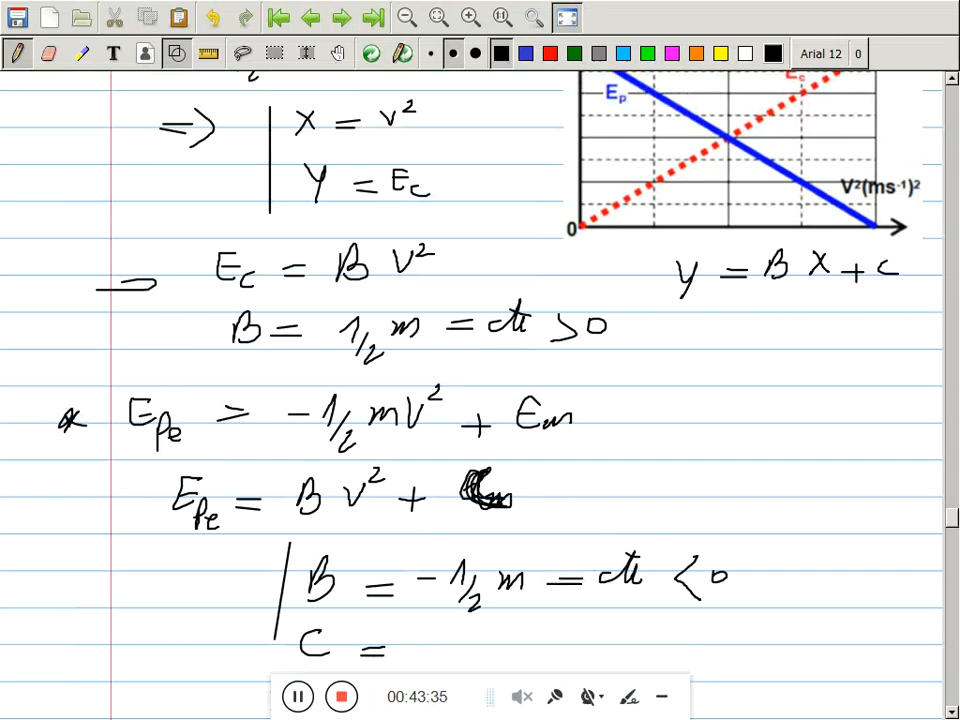 Arial 12 0
=> X = v²
Y = Ec
Ec
Ep
V²(ms⁻¹)²
0
=> Ec = B V²
Y = B X + C
B = 1/2 m = cte > 0
* Epe = - 1/2 m V² + Em
Epe = B V² +
B = - 1/2 m = cte < 0
C =
00:43:35